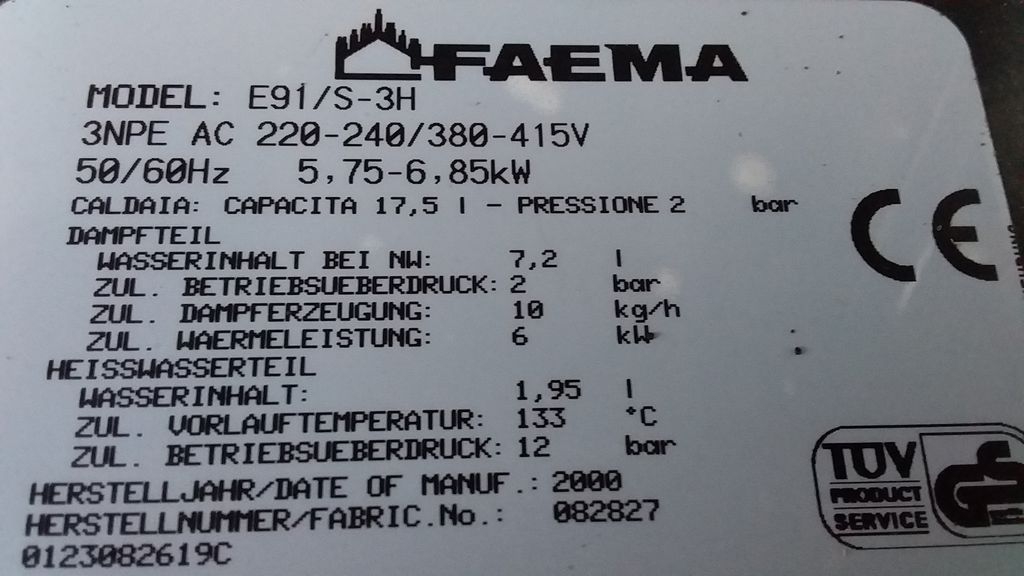 FAEMA
MODEL: E91/S-3H
3NPE AC 220-240/380-415V
50/60Hz 5,75-6,85kW
CALDAIA: CAPACITA 17,5 l - PRESSIONE 2 bar
DAMPFTEIL
WASSERINHALT BEI NW: 7,2 l
ZUL. BETRIEBSUEBERDRUCK: 2 bar
ZUL. DAMPFERZEUGUNG: 10 kg/h
ZUL. WAERMELEISTUNG: 6 kW
HEISSWASSERTEIL
WASSERINHALT: 1,95 l
ZUL. VORLAUFTEMPERATUR: 133 °C
ZUL. BETRIEBSUEBERDRUCK: 12 bar
HERSTELLJAHR/DATE OF MANUF.: 2000
HERSTELLNUMMER/FABRIC.No.: 082827
0123082619C
CE
TÜV
PRODUCT
SERVICE
GS